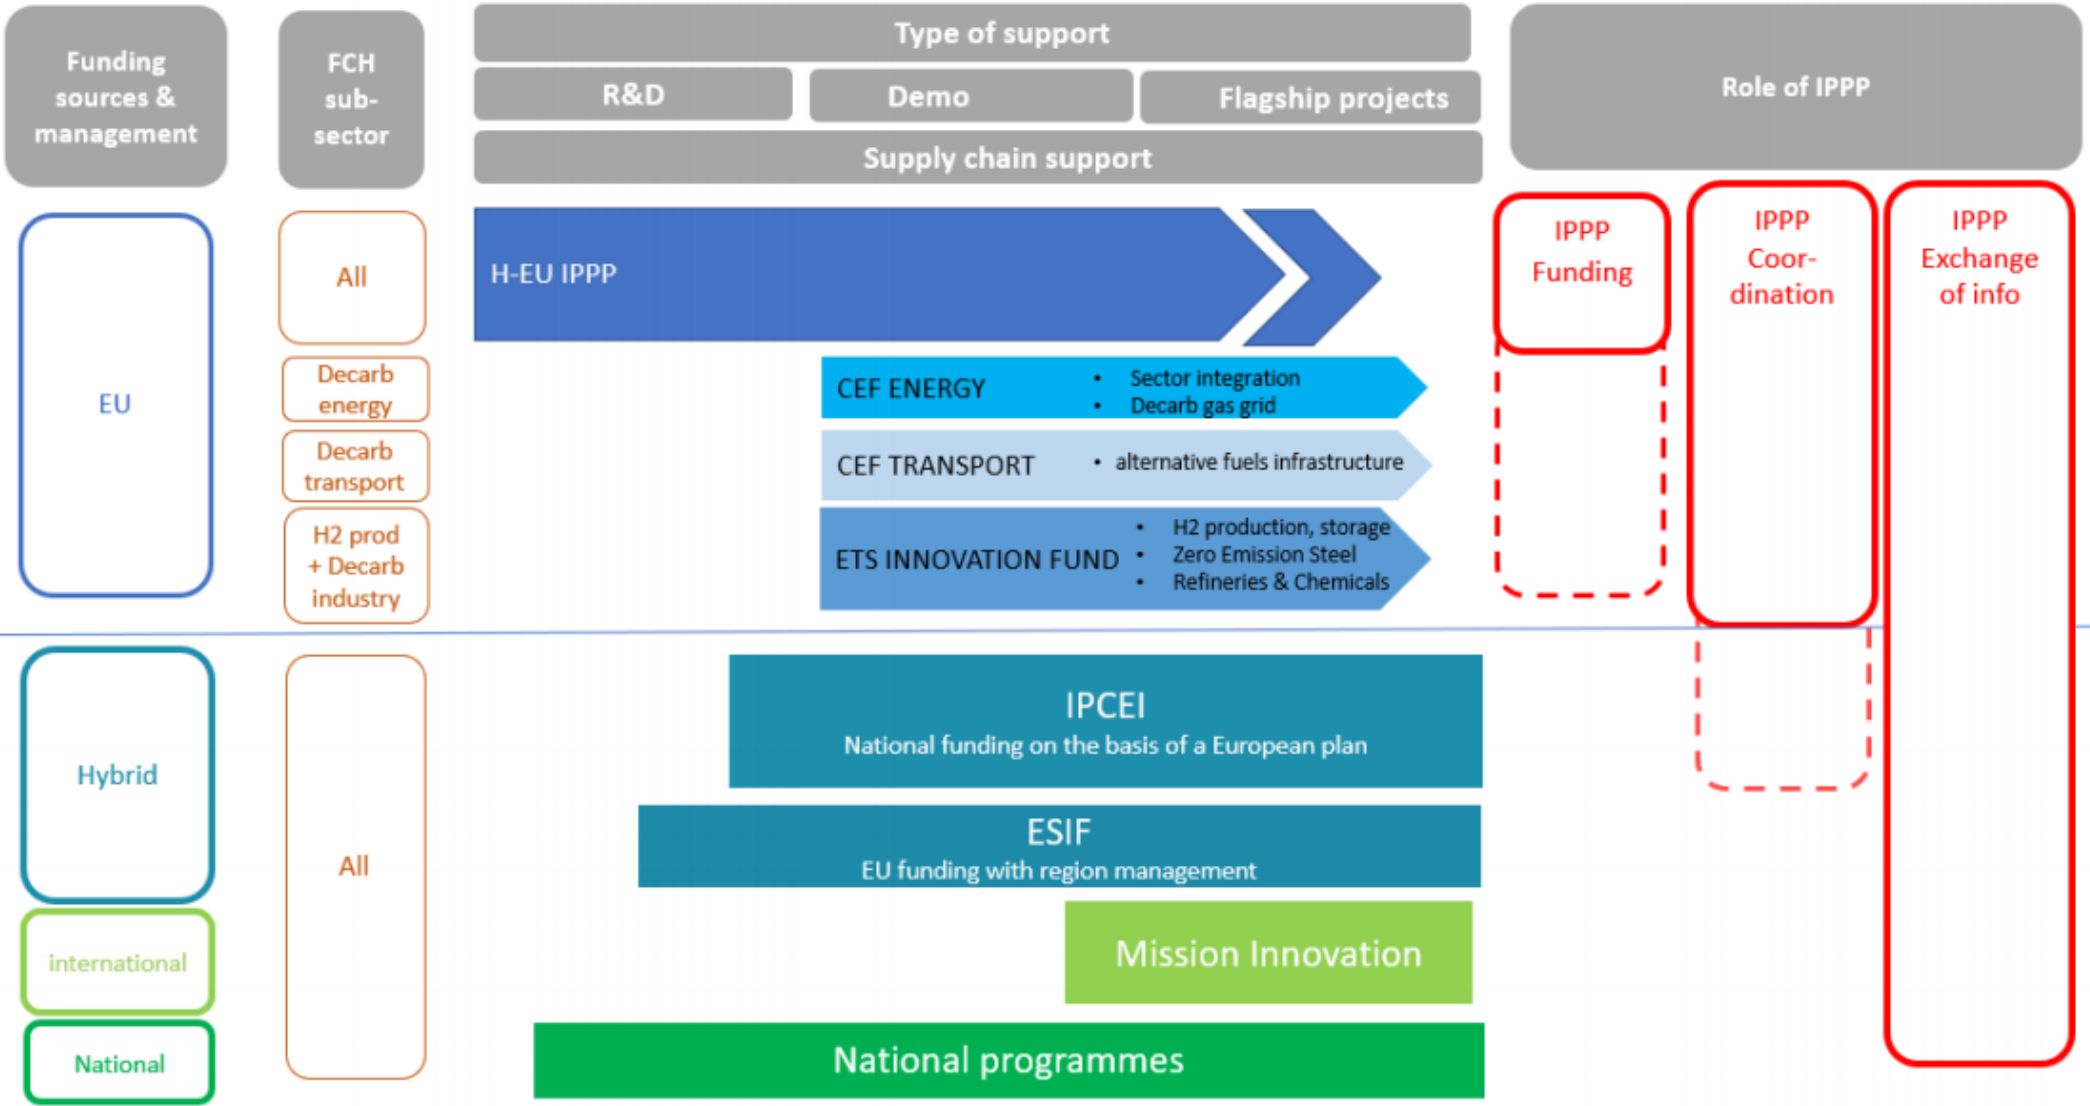 Funding
sources &
management
FCH
sub-
sector
Type of support
R&D
Demo
Flagship projects
Supply chain support
Role of IPPP
EU
All
H-EU IPPP
IPPP
Funding
IPPP
Coor-
dination
IPPP
Exchange
of info
Decarb
energy
CEF ENERGY
• Sector integration
• Decarb gas grid
Decarb
transport
CEF TRANSPORT
• alternative fuels infrastructure
H2 prod
+ Decarb
industry
ETS INNOVATION FUND
• H2 production, storage
• Zero Emission Steel
• Refineries & Chemicals
Hybrid
All
IPCEI
National funding on the basis of a European plan
ESIF
EU funding with region management
international
Mission Innovation
National
National programmes